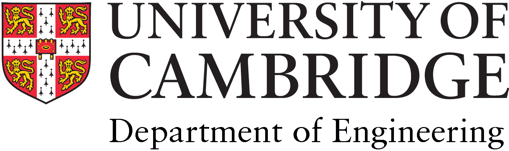 UNIVERSITY OF
CAMBRIDGE
Department of Engineering